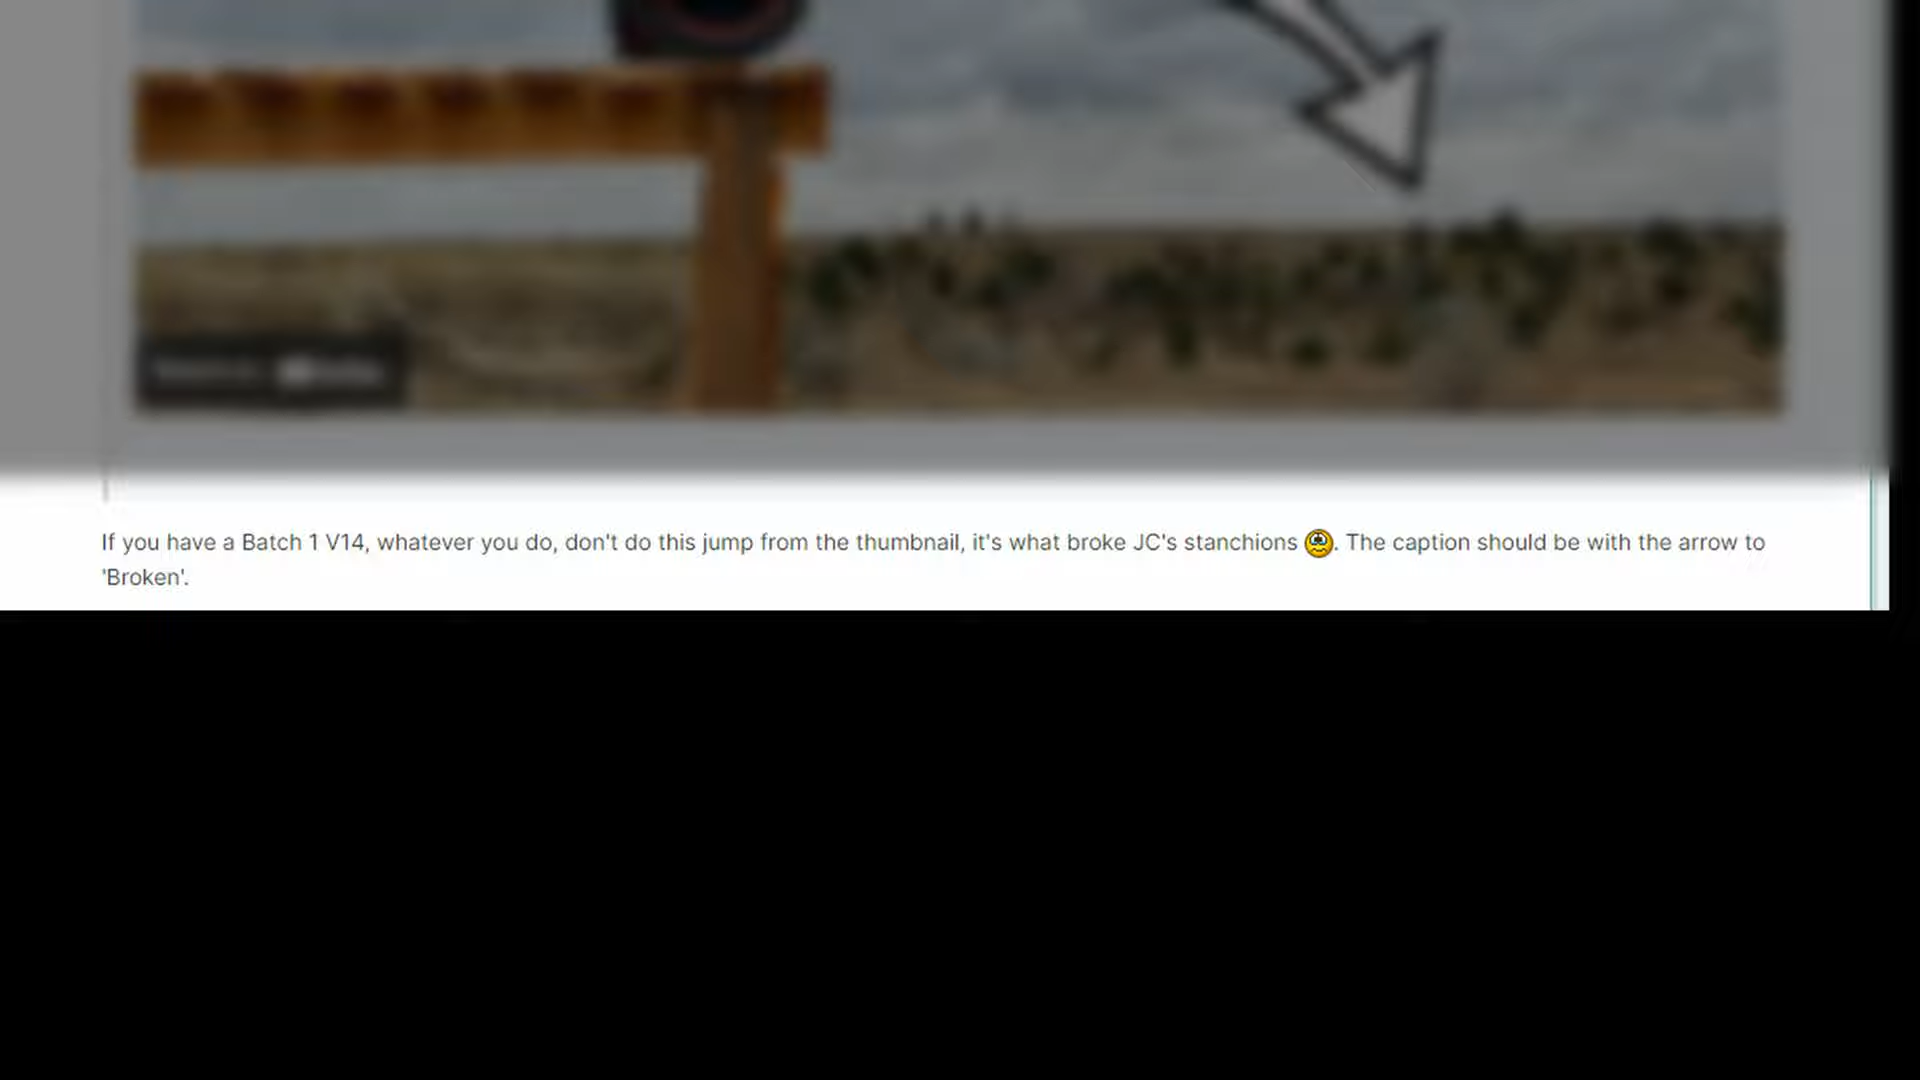 If you have a Batch 1 V14, whatever you do, don't do this jump from the thumbnail, it's what broke JC's stanchions . The caption should be with the arrow to
'Broken'.